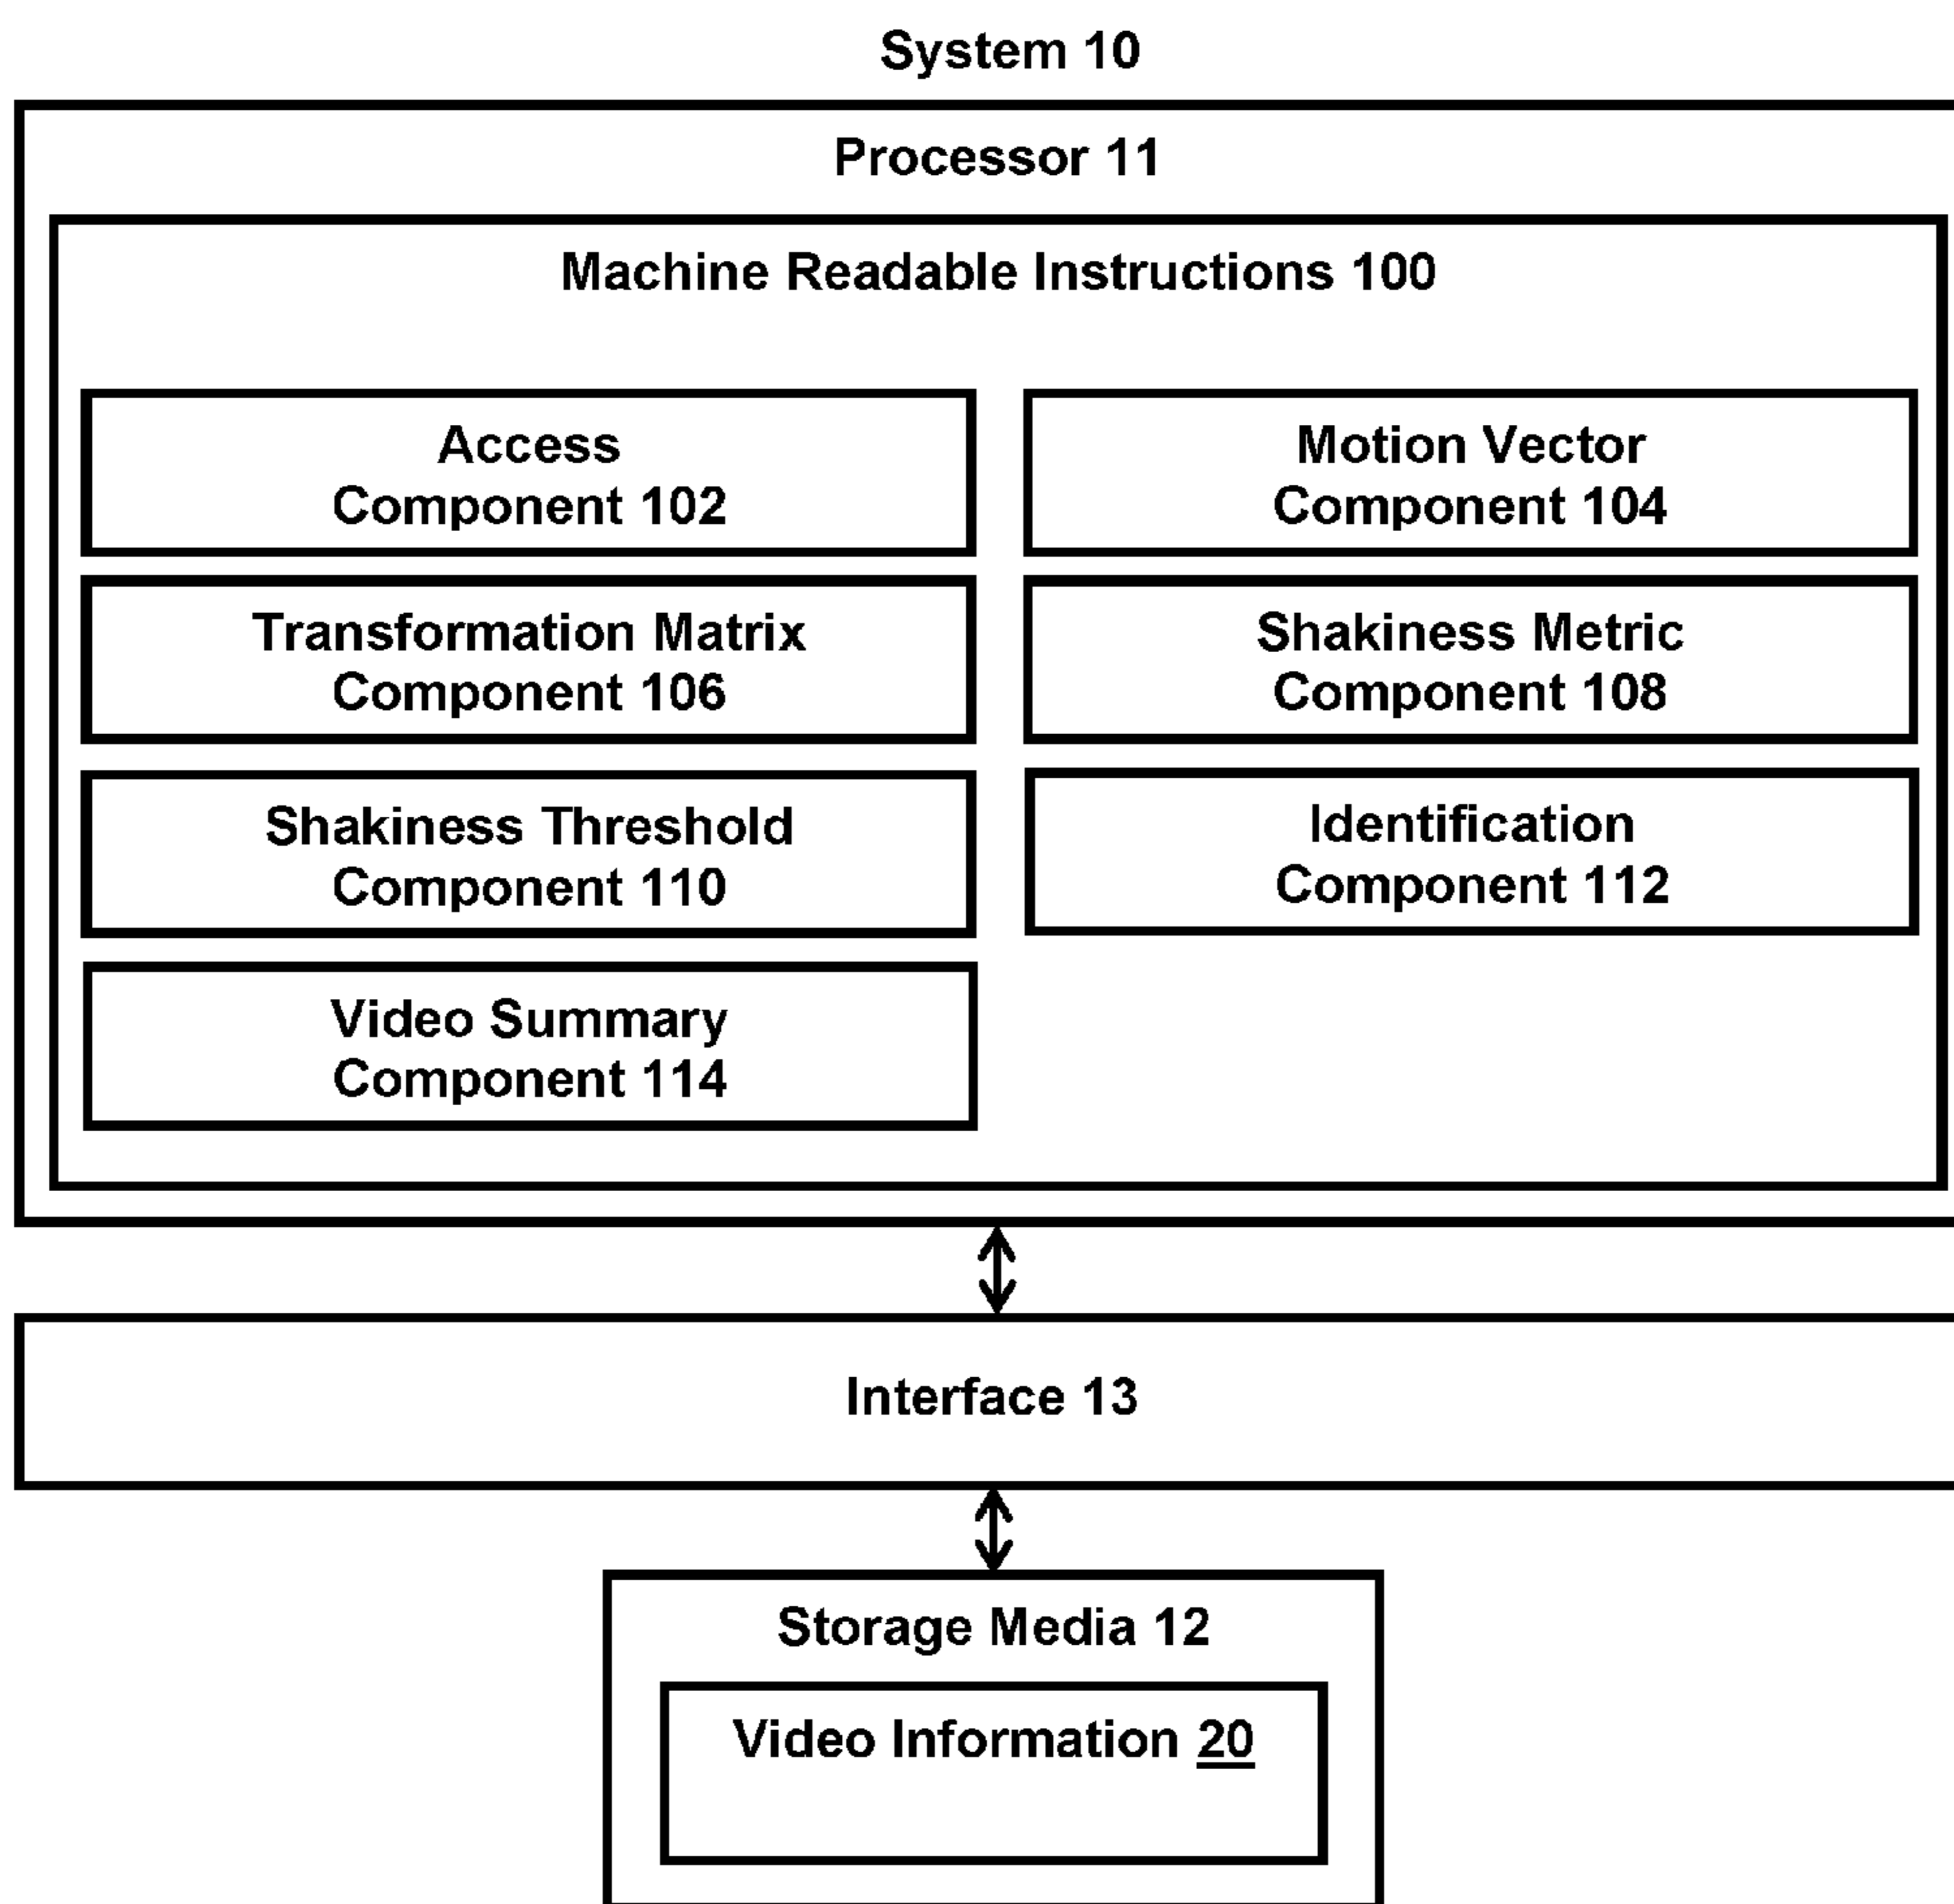 System 10
Processor 11
Machine Readable Instructions 100
Access
Component 102
Motion Vector
Component 104
Transformation Matrix
Component 106
Shakiness Metric
Component 108
Shakiness Threshold
Component 110
Identification
Component 112
Video Summary
Component 114
Interface 13
Storage Media 12
Video Information 20